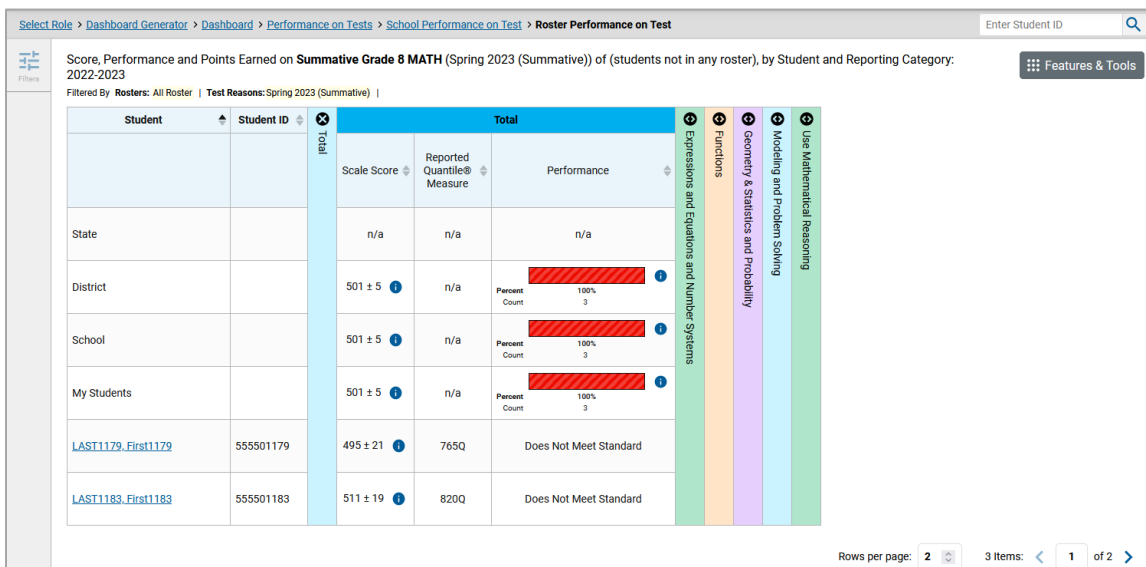 Select Role > Dashboard Generator > Dashboard > Performance on Tests > School Performance on Test > Roster Performance on Test
Enter Student ID
Filters
Score, Performance and Points Earned on Summative Grade 8 MATH (Spring 2023 (Summative)) of (students not in any roster), by Student and Reporting Category:
2022-2023
Features & Tools
Filtered By Rosters: All Roster | Test Reasons: Spring 2023 (Summative) |
Student Student ID Total Total
Expressions and Equations and Number Systems
Functions
Geometry & Statistics and Probability
Modeling and Problem Solving
Use Mathematical Reasoning
Scale Score Reported Quantile® Measure Performance
State n/a n/a n/a
District 501 ± 5 n/a Percent 100%
Count 3
School 501 ± 5 n/a Percent 100%
Count 3
My Students 501 ± 5 n/a Percent 100%
Count 3
LAST1179, First1179 555501179 495 ± 21 765Q Does Not Meet Standard
LAST1183, First1183 555501183 511 ± 19 820Q Does Not Meet Standard
Rows per page: 2 3 Items: 1 of 2